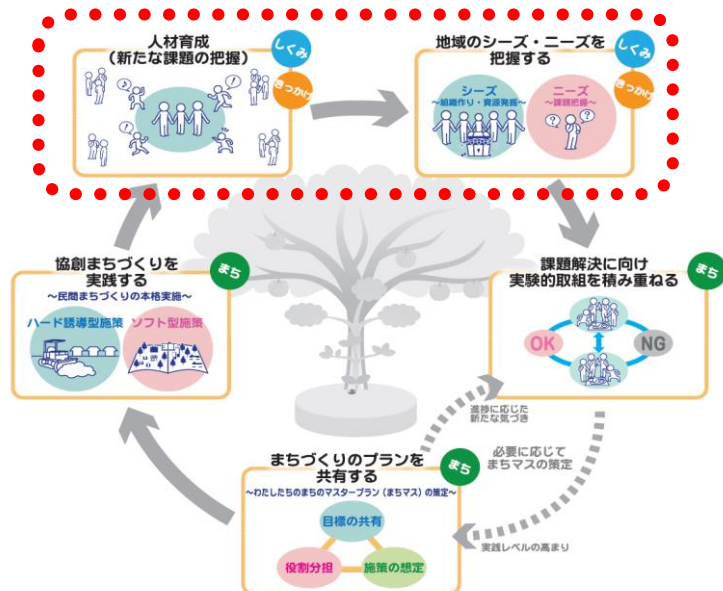 人材育成
(新たな課題の把握)
しくみ
きっかけ
地域のシーズ・ニーズを
把握する
しくみ
きっかけ
シーズ
~組織作り・資源発掘~
ニーズ
~課題把握~
協創まちづくりを
実践する
まち
~民間まちづくりの本格実施~
ハード誘導型施策
ソフト型施策
課題解決に向け
実験的取組を積み重ねる
まち
OK
NG
進捗に応じた
新たな気づき
必要に応じて
まちマスの策定
実践レベルの高まり
まちづくりのプランを
共有する
まち
~わたしたちのまちのマスタープラン(まちマス)の策定~
目標の共有
役割分担
施策の想定